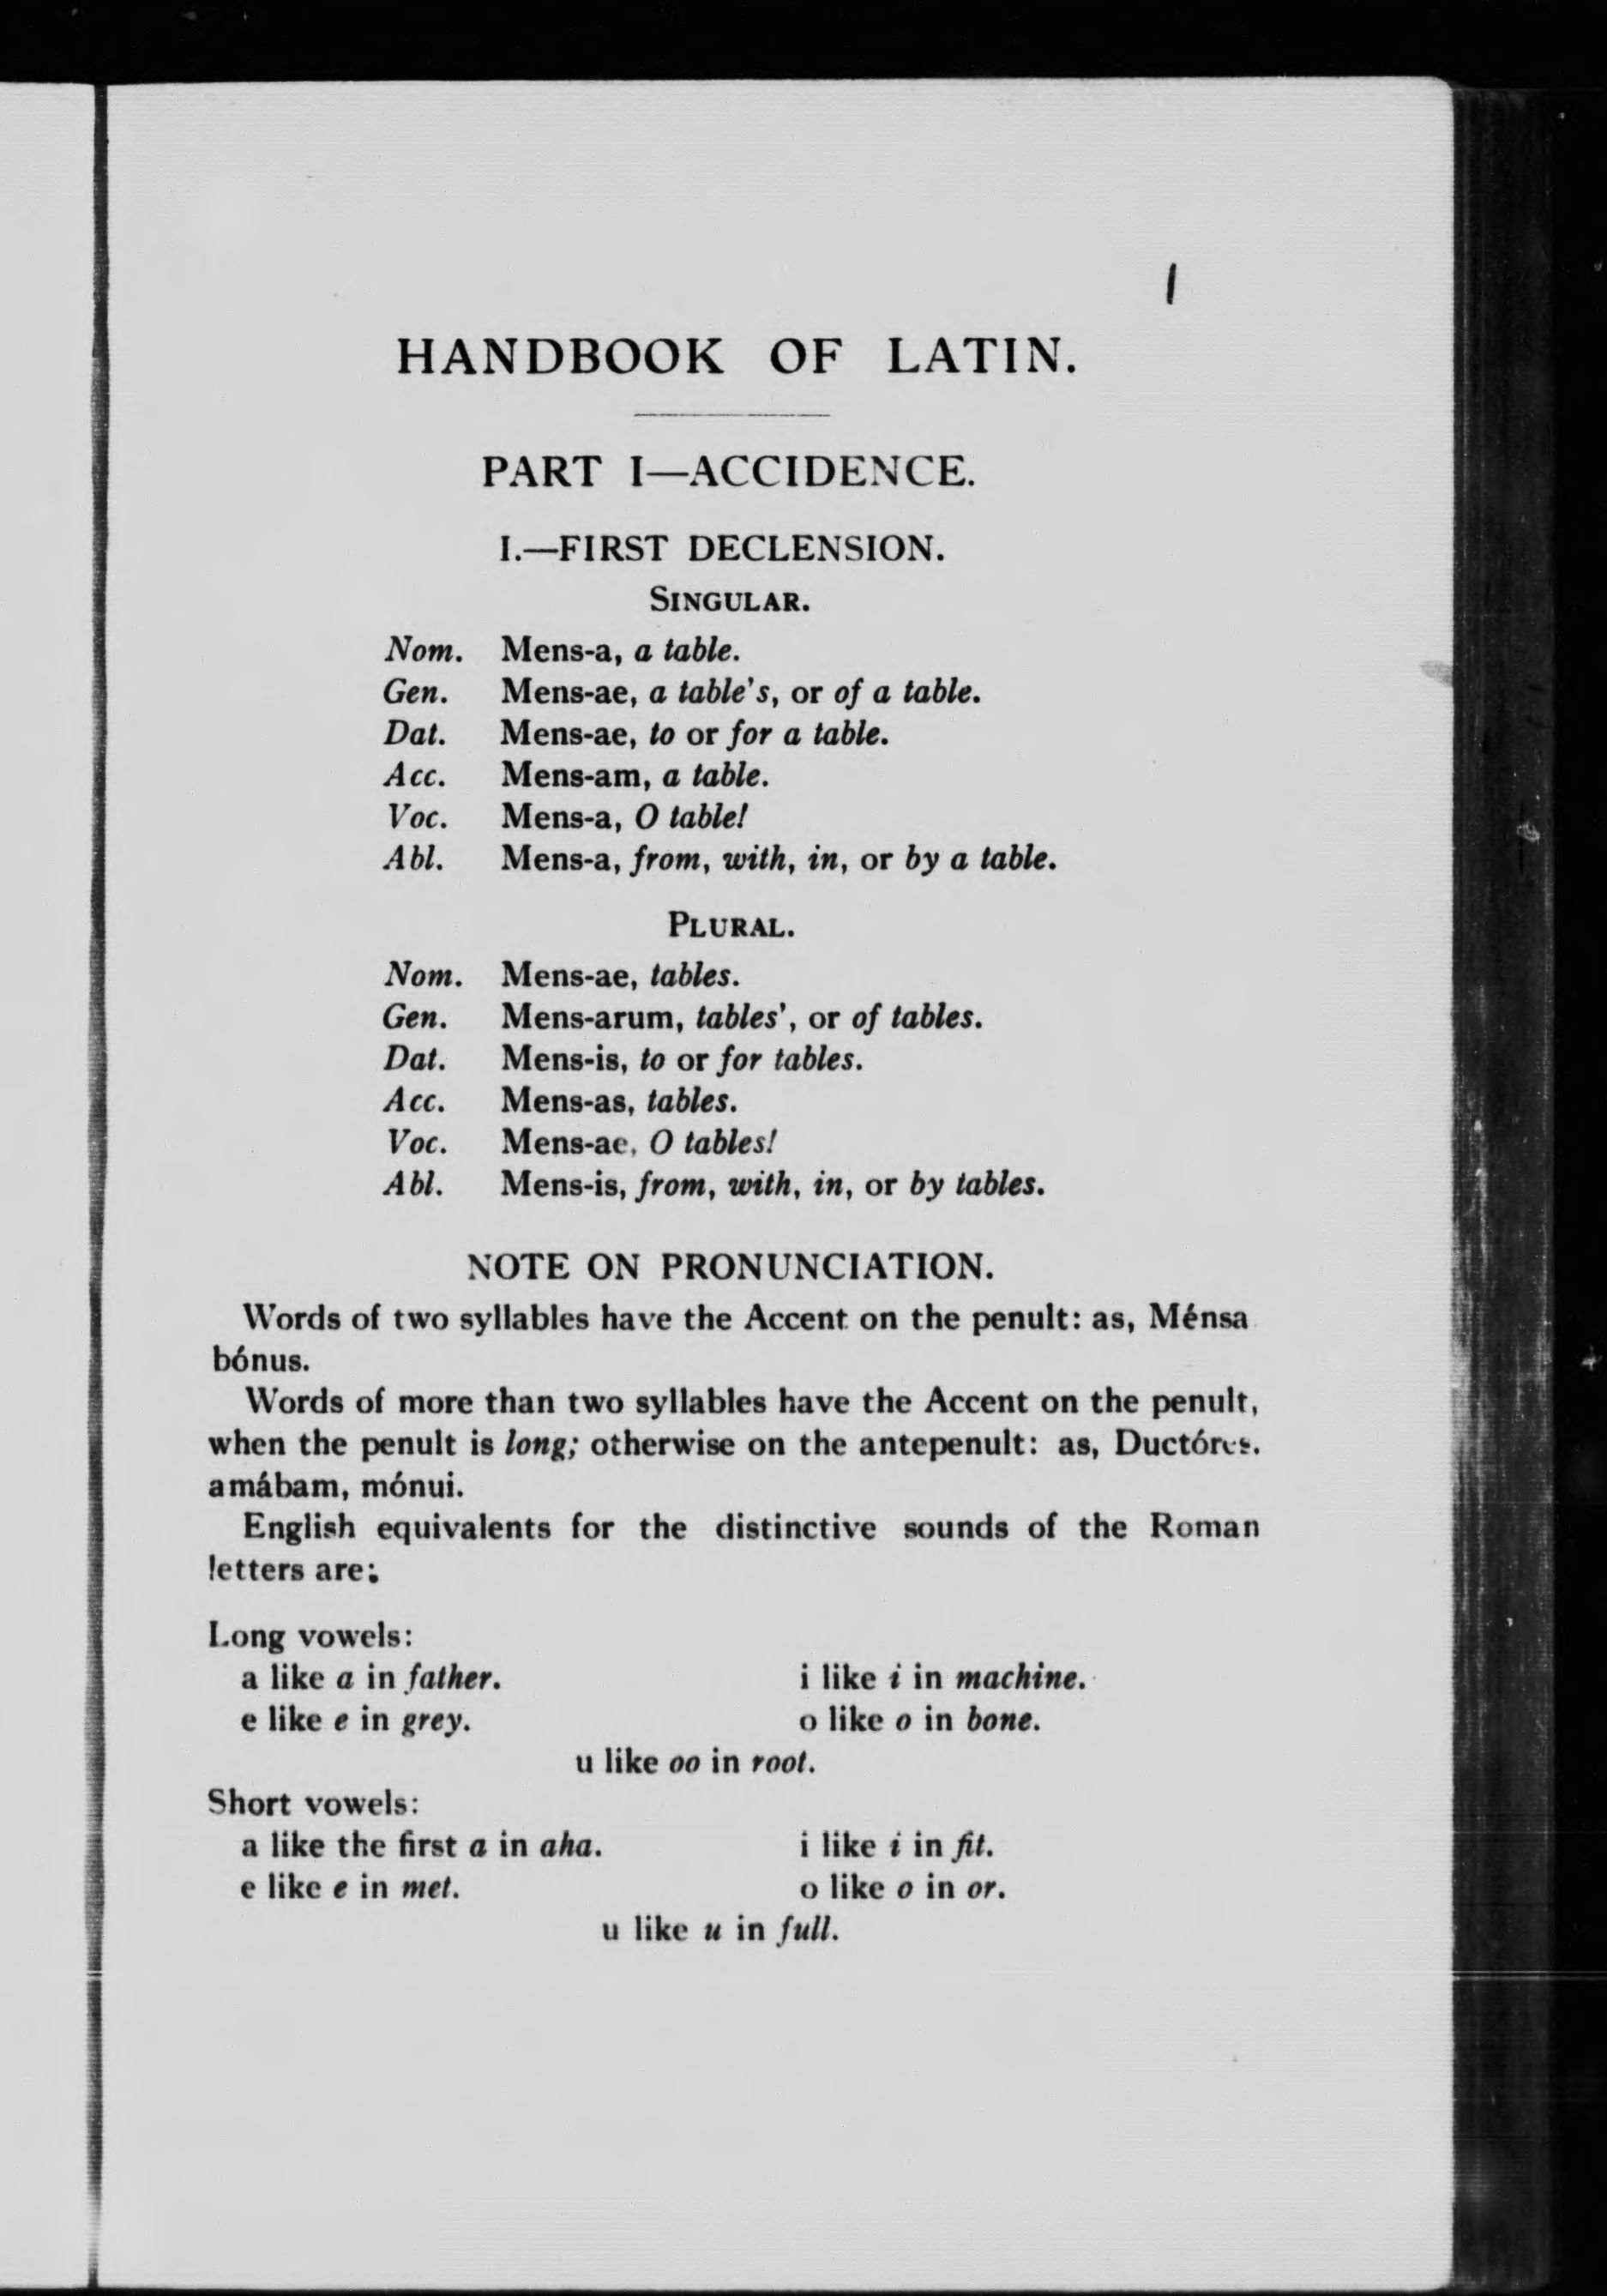 1
HANDBOOK OF LATIN.
PART I—ACCIDENCE.
I.—FIRST DECLENSION.
SINGULAR.
Nom. Mens-a, a table.
Gen. Mens-ae, a table's, or of a table.
Dat. Mens-ae, to or for a table.
Acc. Mens-am, a table.
Voc. Mens-a, O table!
Abl. Mens-a, from, with, in, or by a table.
PLURAL.
Nom. Mens-ae, tables.
Gen. Mens-arum, tables', or of tables.
Dat. Mens-is, to or for tables.
Acc. Mens-as, tables.
Voc. Mens-ae, O tables!
Abl. Mens-is, from, with, in, or by tables.
NOTE ON PRONUNCIATION.
Words of two syllables have the Accent on the penult: as, Ménsa
bónus.
Words of more than two syllables have the Accent on the penult,
when the penult is long; otherwise on the antepenult: as, Ductóres.
amábam, mónui.
English equivalents for the distinctive sounds of the Roman
letters are:
Long vowels:
a like a in father. i like i in machine.
e like e in grey. o like o in bone.
u like oo in root.
Short vowels:
a like the first a in aha. i like i in fit.
e like e in met. o like o in or.
u like u in full.